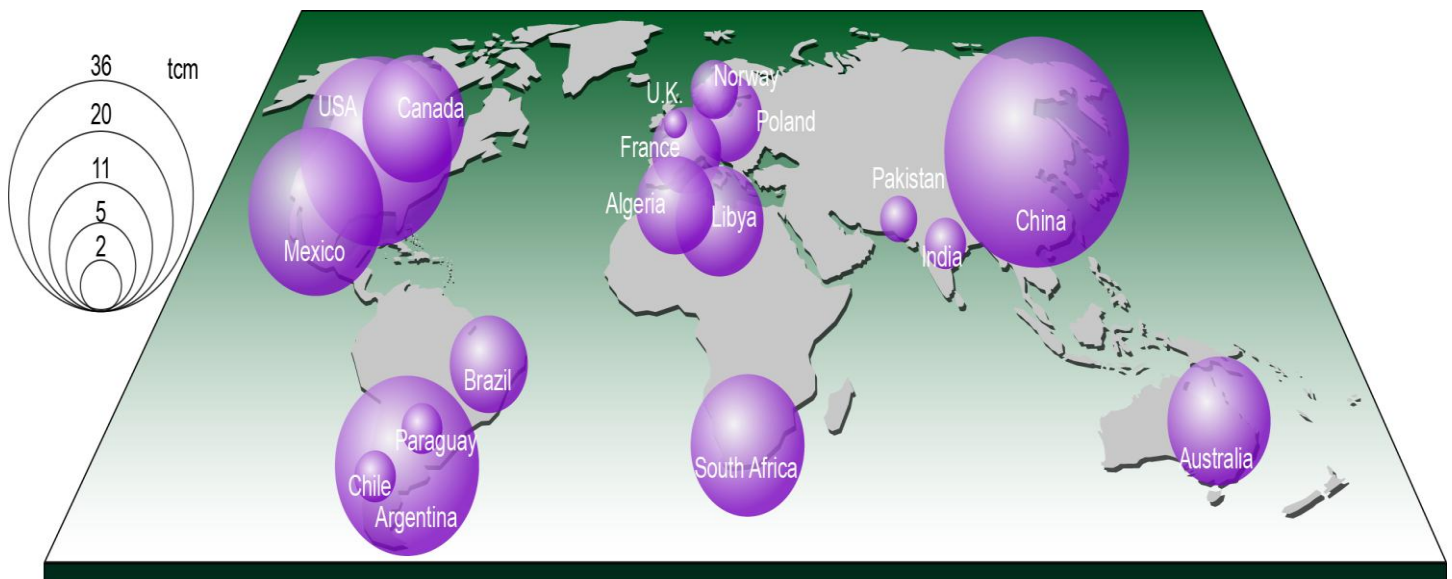 36
tcm
20
11
5
2
USA
Canada
Mexico
U.K.
Norway
Poland
France
Algeria
Libya
Pakistan
India
China
Brazil
Paraguay
Chile
Argentina
South Africa
Australia